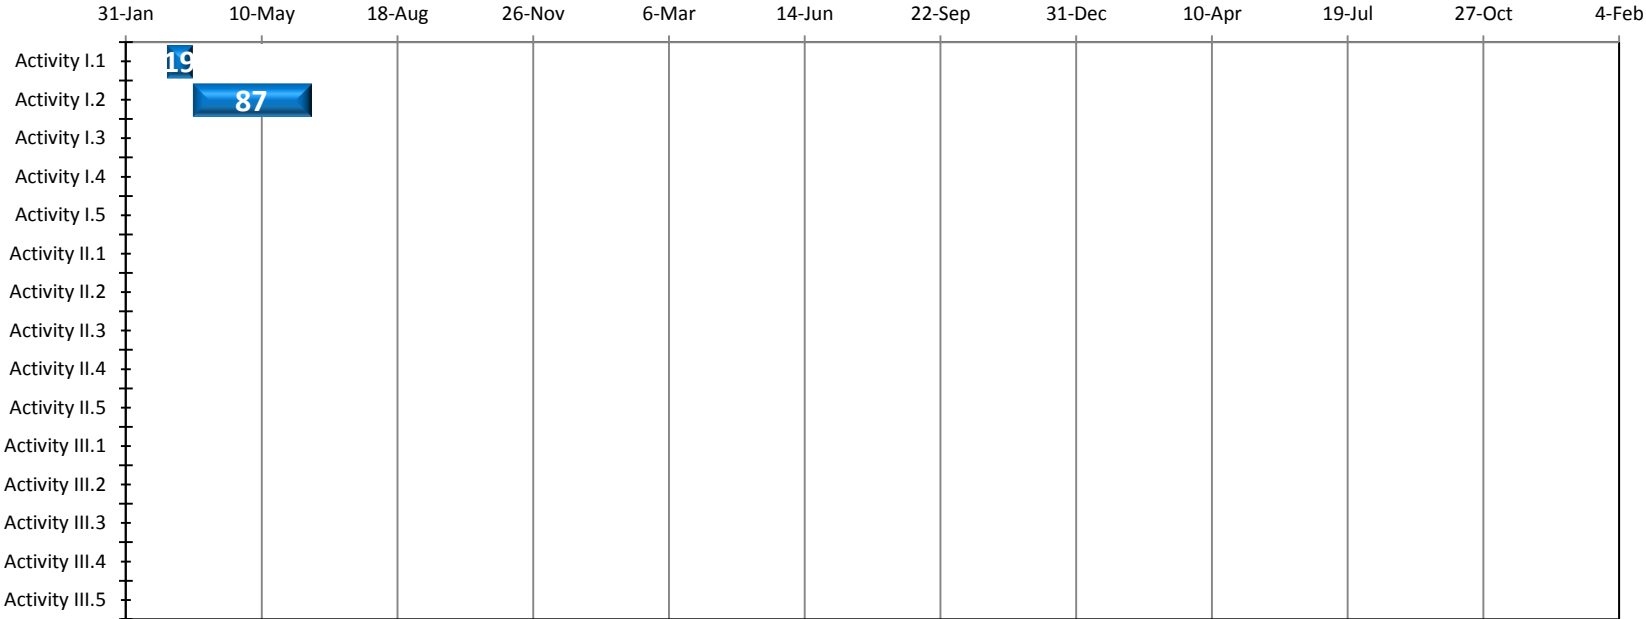 31-Jan 10-May 18-Aug 26-Nov 6-Mar 14-Jun 22-Sep 31-Dec 10-Apr 19-Jul 27-Oct 4-Feb
Activity I.1 19
Activity I.2 87
Activity I.3
Activity I.4
Activity I.5
Activity II.1
Activity II.2
Activity II.3
Activity II.4
Activity II.5
Activity III.1
Activity III.2
Activity III.3
Activity III.4
Activity III.5